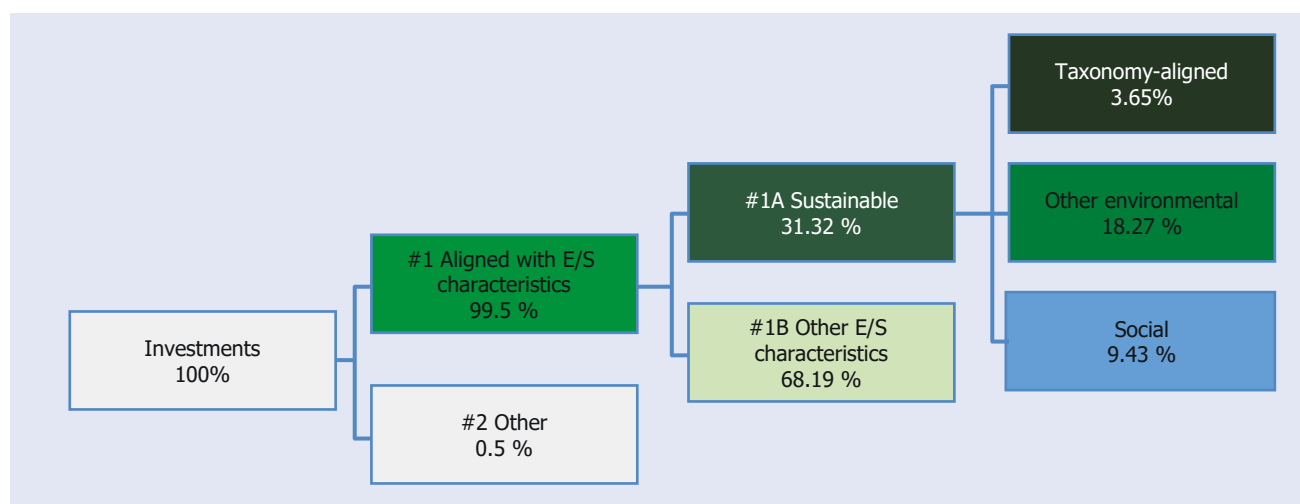 Investments
100%
#1 Aligned with E/S
characteristics
99.5 %
#2 Other
0.5 %
#1A Sustainable
31.32 %
#1B Other E/S
characteristics
68.19 %
Taxonomy-aligned
3.65%
Other environmental
18.27 %
Social
9.43 %